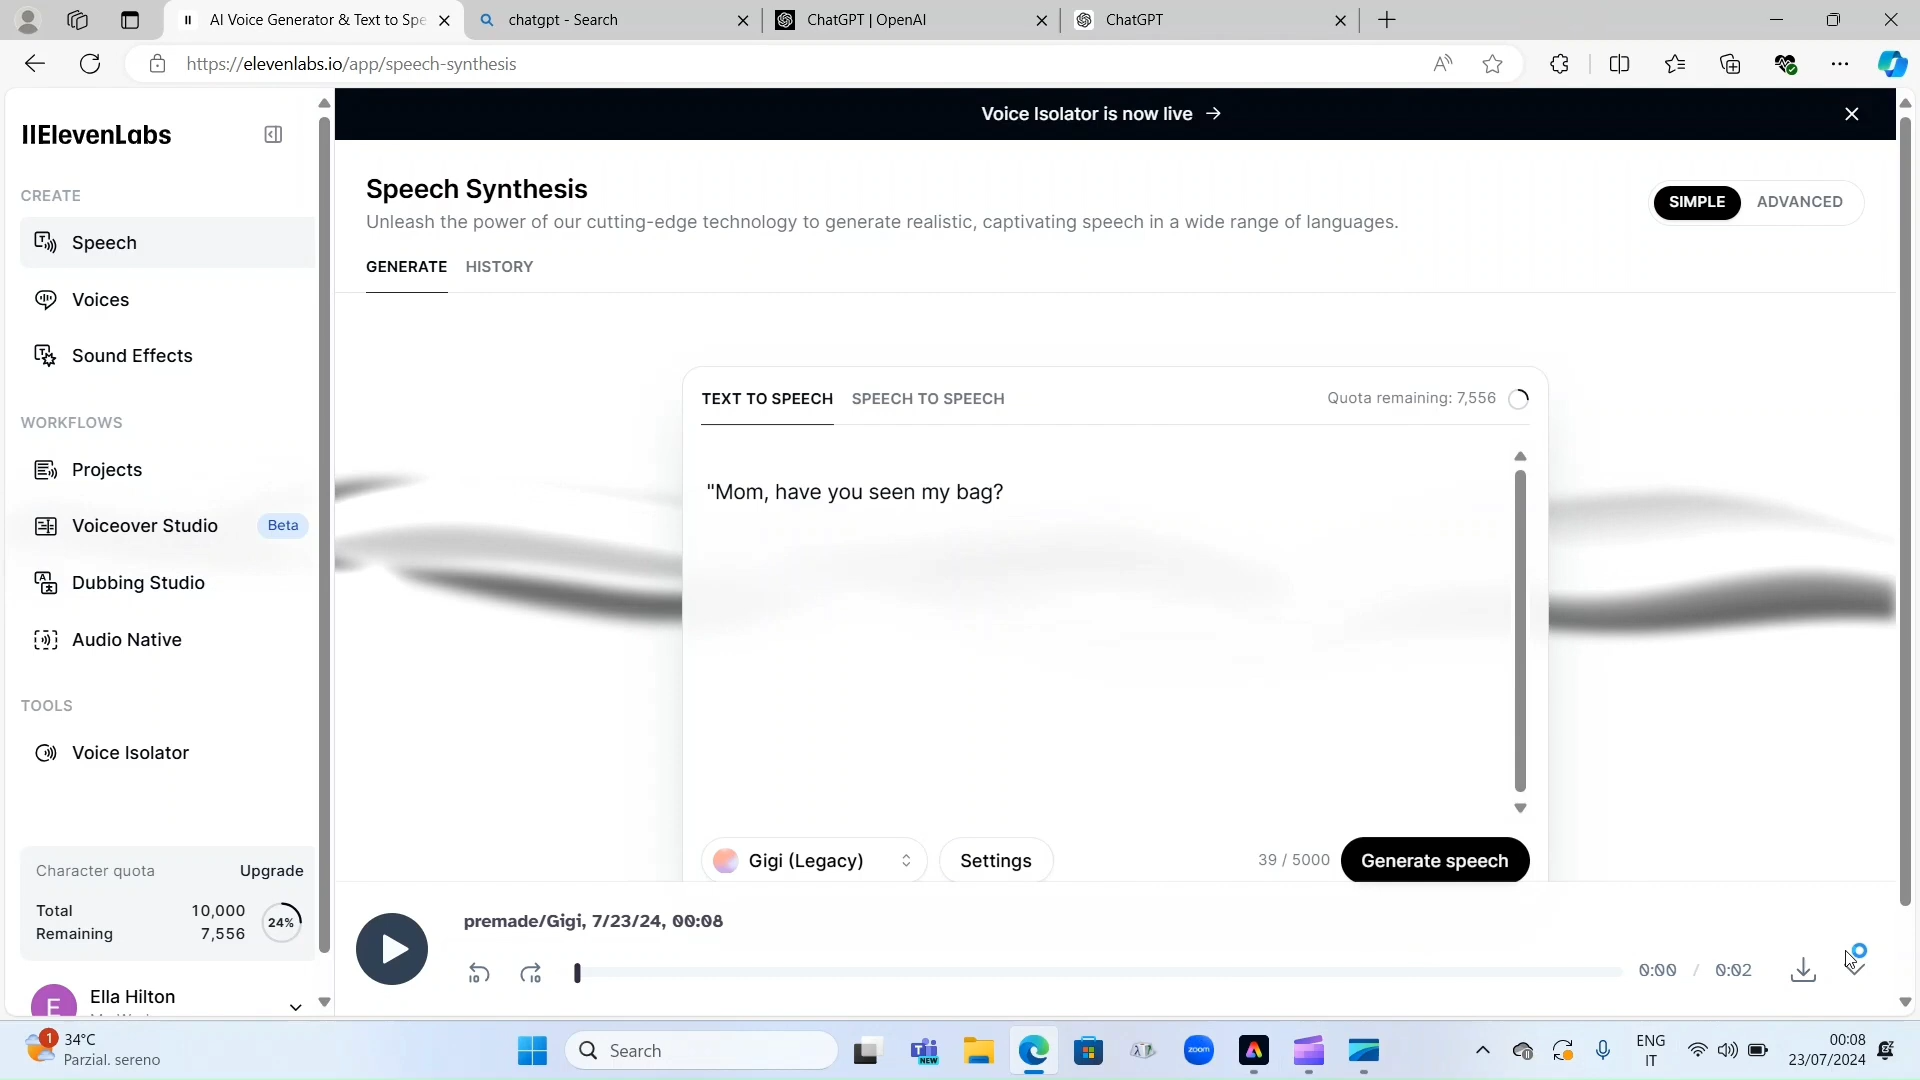 AI Voice Generator & Text to Spe
chatgpt - Search
ChatGPT | OpenAI
ChatGPT
https://elevenlabs.io/app/speech-synthesis
IIElevenLabs
CREATE
Speech
Voices
Sound Effects
WORKFLOWS
Projects
Voiceover Studio
Beta
Dubbing Studio
Audio Native
TOOLS
Voice Isolator
Character quota
Upgrade
Total
10,000
Remaining
7,556
24%
E
Ella Hilton
Voice Isolator is now live →
Speech Synthesis
Unleash the power of our cutting-edge technology to generate realistic, captivating speech in a wide range of languages.
SIMPLE
ADVANCED
GENERATE
HISTORY
TEXT TO SPEECH
SPEECH TO SPEECH
Quota remaining: 7,556
"Mom, have you seen my bag?
Gigi (Legacy)
Settings
39 / 5000
Generate speech
premade/Gigi, 7/23/24, 00:08
10
10
0:00 / 0:02
1
34°C
Parzial. sereno
Search
NEW
zoom
ENG
IT
00:08
23/07/2024